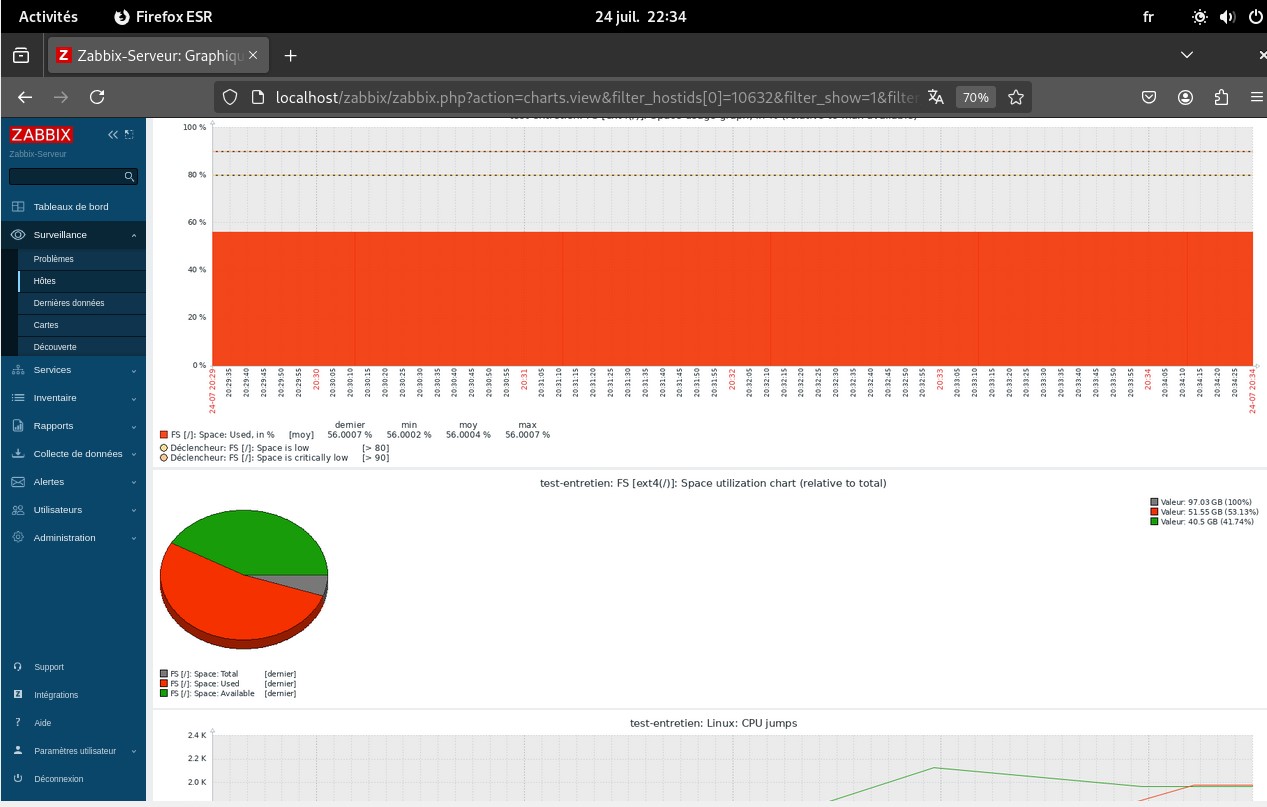 Activités
Firefox ESR
24 juil. 22:34
fr
Zabbix-Serveur: Graphiqu
localhost/zabbix/zabbix.php?action=charts.view&filter_hostids[0]=10632&filter_show=1&filter
70%
ZABBIX
Zabbix-Serveur
Tableaux de bord
Surveillance
Problèmes
Hôtes
Dernières données
Cartes
Découverte
Services
Inventaire
Rapports
Collecte de données
Alertes
Utilisateurs
Administration
Support
Intégrations
Aide
Paramètres utilisateur
Déconnexion
100 %
80 %
60 %
40 %
20 %
0 %
24-07 20:29
20:29:35
20:29:40
20:29:45
20:29:50
20:29:55
20:30
20:30:05
20:30:10
20:30:15
20:30:20
20:30:25
20:30:30
20:30:35
20:30:40
20:30:45
20:30:50
20:30:55
20:31
20:31:05
20:31:10
20:31:15
20:31:20
20:31:25
20:31:30
20:31:35
20:31:40
20:31:45
20:31:50
20:31:55
20:32
20:32:05
20:32:10
20:32:15
20:32:20
20:32:25
20:32:30
20:32:35
20:32:40
20:32:45
20:32:50
20:32:55
20:33
20:33:05
20:33:10
20:33:15
20:33:20
20:33:25
20:33:30
20:33:35
20:33:40
20:33:45
20:33:50
20:33:55
20:34
20:34:05
20:34:10
20:34:15
20:34:20
20:34:25
24-07 20:34
dernier min moy max
FS [/]: Space: Used, in % [moy] 56.0007 % 56.0002 % 56.0004 % 56.0007 %
Déclencheur: FS [/]: Space is low [> 80]
Déclencheur: FS [/]: Space is critically low [> 90]
test-entretien: FS [ext4(/)]: Space utilization chart (relative to total)
Valeur: 97.03 GB (100%)
Valeur: 51.55 GB (53.13%)
Valeur: 40.5 GB (41.74%)
FS [/]: Space: Total [dernier]
FS [/]: Space: Used [dernier]
FS [/]: Space: Available [dernier]
test-entretien: Linux: CPU jumps
2.4 K
2.2 K
2.0 K